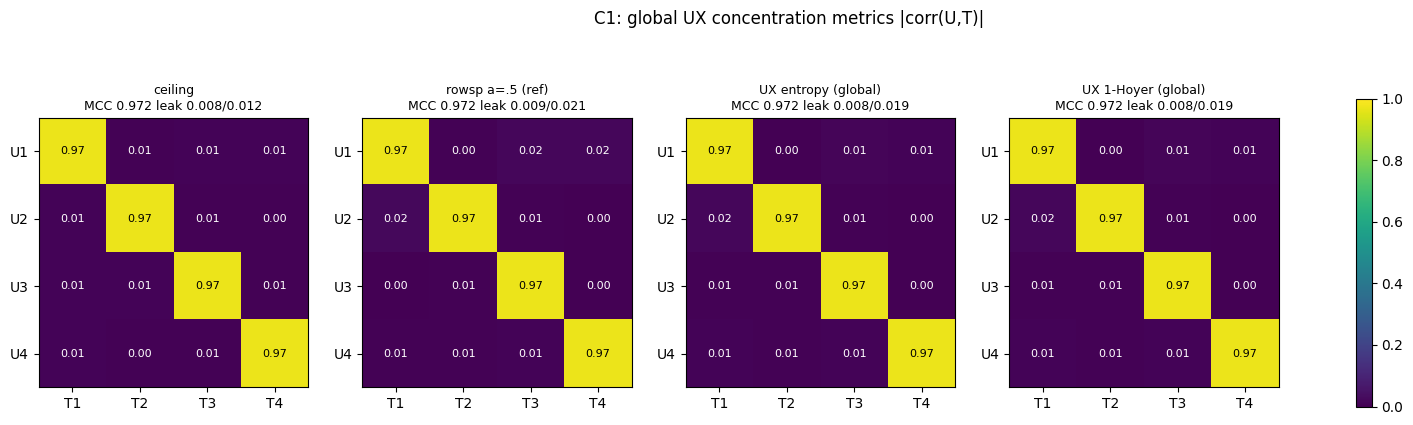 C1: global UX concentration metrics |corr(U,T)|
ceiling
MCC 0.972 leak 0.008/0.012
U1 0.97 0.01 0.01 0.01
U2 0.01 0.97 0.01 0.00
U3 0.01 0.01 0.97 0.01
U4 0.01 0.00 0.01 0.97
T1 T2 T3 T4
rowsp a=.5 (ref)
MCC 0.972 leak 0.009/0.021
U1 0.97 0.00 0.02 0.02
U2 0.02 0.97 0.01 0.00
U3 0.00 0.01 0.97 0.00
U4 0.01 0.01 0.01 0.97
T1 T2 T3 T4
UX entropy (global)
MCC 0.972 leak 0.008/0.019
U1 0.97 0.00 0.01 0.01
U2 0.02 0.97 0.01 0.00
U3 0.01 0.01 0.97 0.00
U4 0.01 0.01 0.01 0.97
T1 T2 T3 T4
UX 1-Hoyer (global)
MCC 0.972 leak 0.008/0.019
U1 0.97 0.00 0.01 0.01
U2 0.02 0.97 0.01 0.00
U3 0.01 0.01 0.97 0.00
U4 0.01 0.01 0.01 0.97
T1 T2 T3 T4
1.0
0.8
0.6
0.4
0.2
0.0